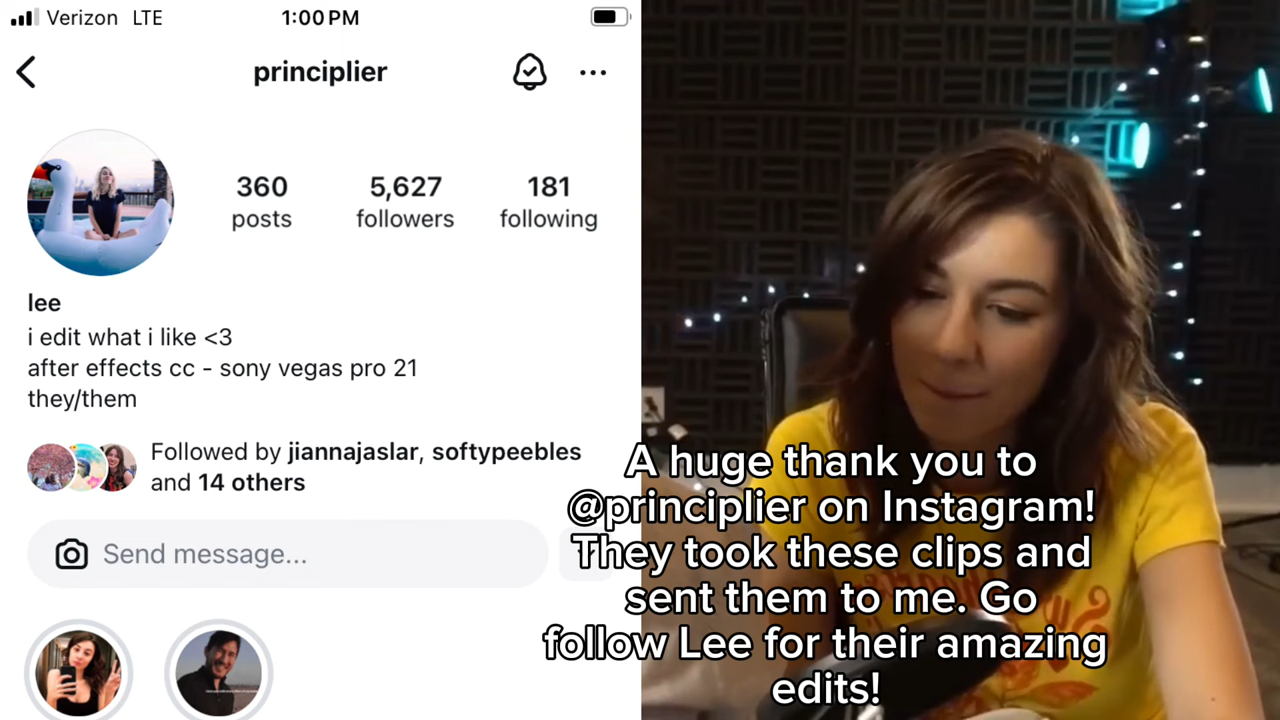 Verizon LTE 1:00 PM
principlier
360 5,627 181
posts followers following
lee
i edit what i like <3
after effects cc - sony vegas pro 21
they/them
Followed by jiannajaslar, softypeebles
and 14 others
Send message...
A huge thank you to
@principlier on Instagram!
They took these clips and
sent them to me. Go
follow Lee for their amazing
edits!